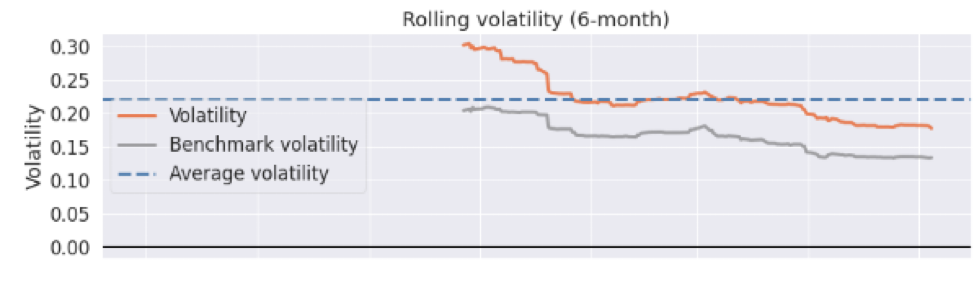 Rolling volatility (6-month)
0.30
0.25
0.20
0.15
0.10
0.05
0.00
Volatility
Volatility
Benchmark volatility
Average volatility